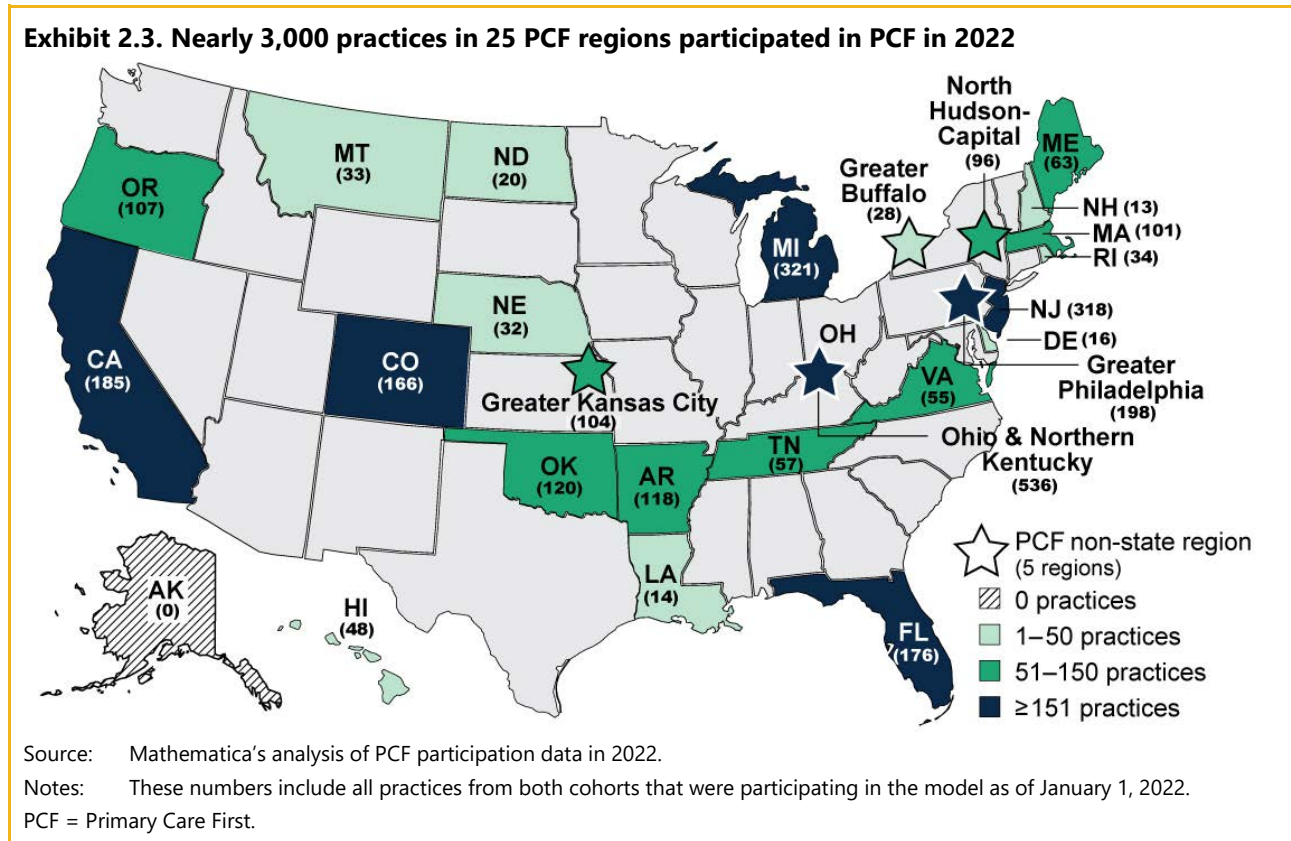 Exhibit 2.3. Nearly 3,000 practices in 25 PCF regions participated in PCF in 2022
North
Hudson-
Capital
(96)
ME
(63)
MT
(33)
ND
(20)
Greater
Buffalo
(28)
OR
(107)
NH (13)
MA (101)
RI (34)
MI
(321)
NE
(32)
NJ (318)
OH
DE (16)
CA
(185)
CO
(166)
Greater
Philadelphia
(198)
VA
(55)
Greater Kansas City
(104)
Ohio & Northern
Kentucky
(536)
TN
(57)
OK
(120)
AR
(118)
LA
(14)
AK
(0)
HI
(48)
FL
(176)
PCF non-state region
(5 regions)
0 practices
1–50 practices
51–150 practices
≥151 practices
Source: Mathematica's analysis of PCF participation data in 2022.
Notes: These numbers include all practices from both cohorts that were participating in the model as of January 1, 2022.
PCF = Primary Care First.